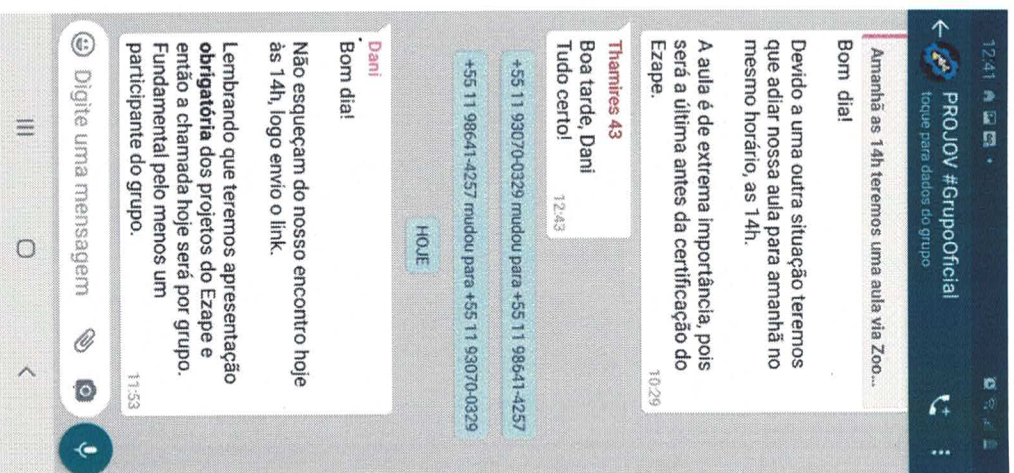 12:41
PROJOV #GrupoOficial
toque para dados do grupo
Amanhã as 14h teremos uma aula via Zoo...
Bom dia!
Devido a uma outra situação teremos
que adiar nossa aula para amanhã no
mesmo horário, as 14h.
A aula é de extrema importância, pois
será a última antes da certificação do
Ezape.
10:29
Thamires 43
Boa tarde, Dani
Tudo certo!
12:43
+55 11 93070-0329 mudou para +55 11 98641-4257
+55 11 98641-4257 mudou para +55 11 93070-0329
HOJE
Dani
Bom dia!
Não esqueçam do nosso encontro hoje
às 14h, logo envio o link.
Lembrando que teremos apresentação
obrigatória dos projetos do Ezape e
então a chamada hoje será por grupo.
Fundamental pelo menos um
participante do grupo.
11:53
Digite uma mensagem